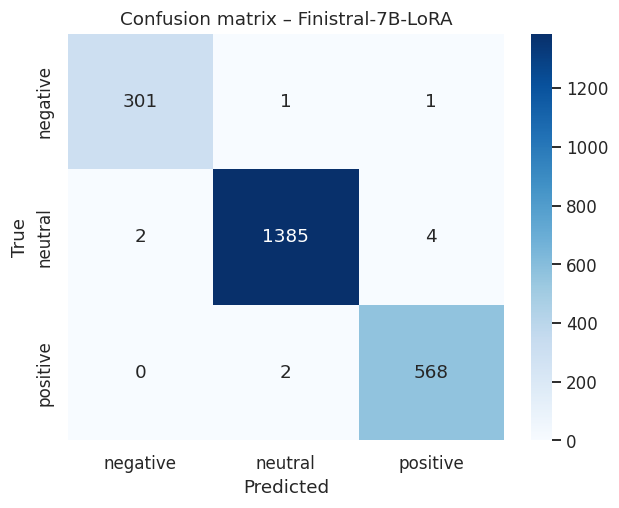 Confusion matrix – Finistral-7B-LoRA
True
negative
301
1
1
neutral
2
1385
4
positive
0
2
568
negative
neutral
positive
Predicted
1200
1000
800
600
400
200
0